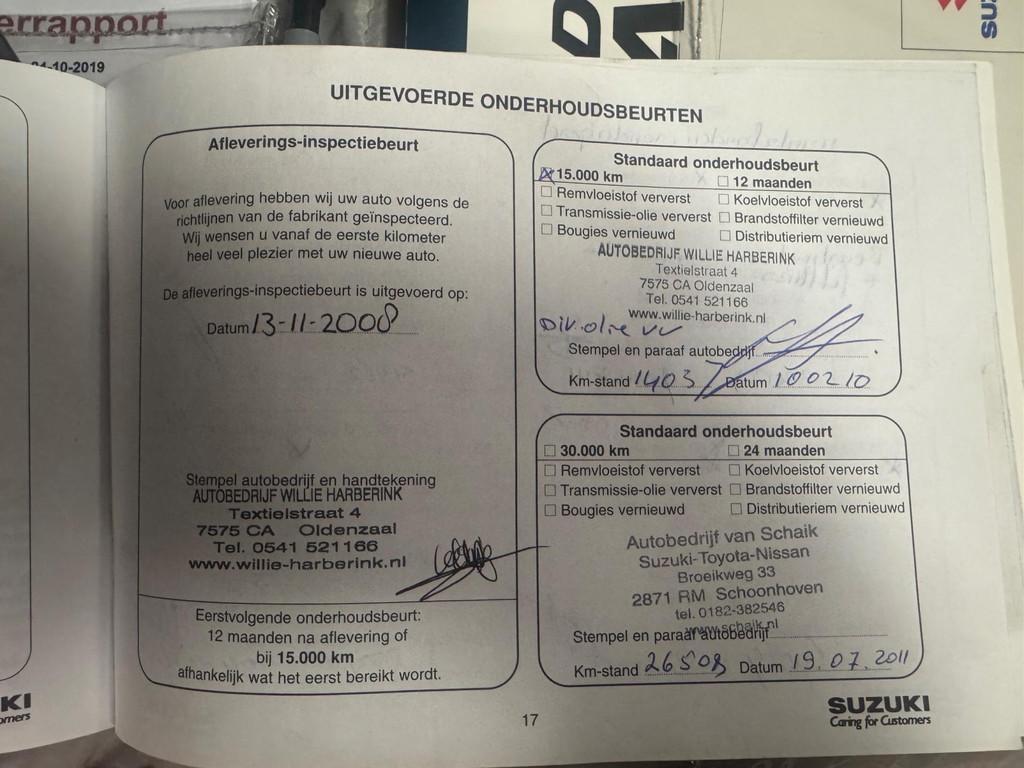 errapport
04-10-2019
SUZ
UITGEVOERDE ONDERHOUDSBEURTEN
Afleverings-inspectiebeurt
Voor aflevering hebben wij uw auto volgens de
richtlijnen van de fabrikant geïnspecteerd.
Wij wensen u vanaf de eerste kilometer
heel veel plezier met uw nieuwe auto.
De afleverings-inspectiebeurt is uitgevoerd op:
Datum 13-11-2008
Stempel autobedrijf en handtekening
AUTOBEDRIJF WILLIE HARBERINK
Textielstraat 4
7575 CA Oldenzaal
Tel. 0541 521166
www.willie-harberink.nl
Eerstvolgende onderhoudsbeurt:
12 maanden na aflevering of
bij 15.000 km
afhankelijk wat het eerst bereikt wordt.
Standaard onderhoudsbeurt
15.000 km 12 maanden
Remvloeistof ververst Koelvloeistof ververst
Transmissie-olie ververst Brandstoffilter vernieuwd
Bougies vernieuwd Distributieriem vernieuwd
AUTOBEDRIJF WILLIE HARBERINK
Textielstraat 4
7575 CA Oldenzaal
Tel. 0541 521166
www.willie-harberink.nl
Div. olie vv
Stempel en paraaf autobedrijf
Km-stand 1403 Datum 100210
Standaard onderhoudsbeurt
30.000 km 24 maanden
Remvloeistof ververst Koelvloeistof ververst
Transmissie-olie ververst Brandstoffilter vernieuwd
Bougies vernieuwd Distributieriem vernieuwd
Autobedrijf van Schaik
Suzuki-Toyota-Nissan
Broeikweg 33
2871 RM Schoonhoven
tel. 0182-382546
www.schaik.nl
Stempel en paraaf autobedrijf
Km-stand 26508 Datum 19.07.2011
KI
omers
17
SUZUKI
Caring for Customers